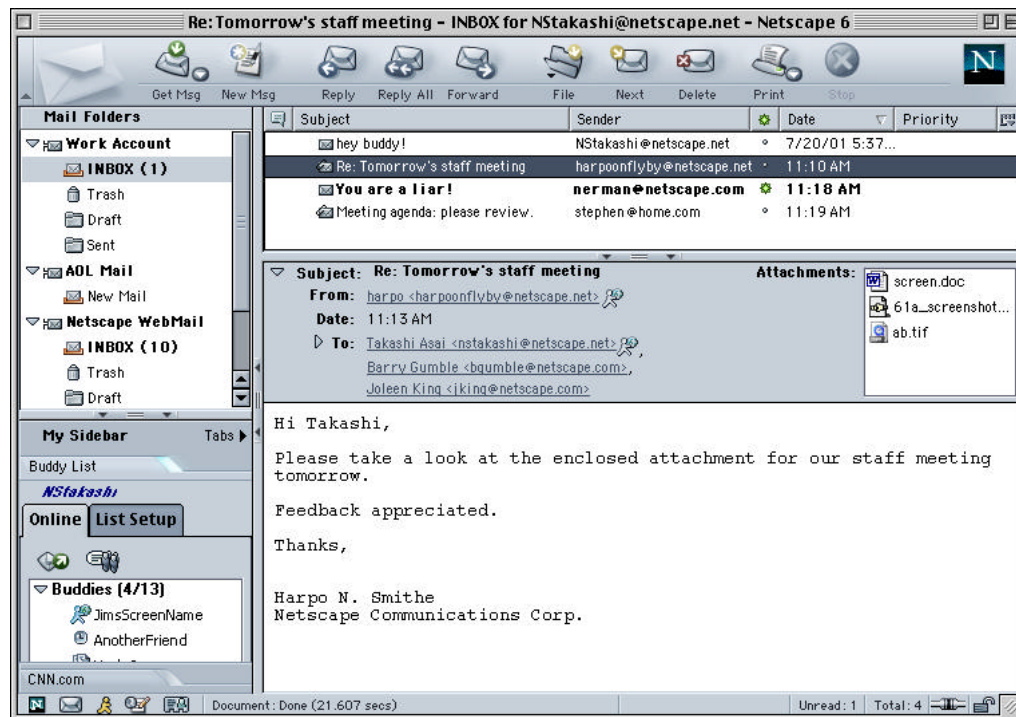 Re: Tomorrow's staff meeting - INBOX for NStakashi@netscape.net - Netscape 6
Get Msg New Msg Reply Reply All Forward File Next Delete Print Stop
N
Mail Folders
Work Account
INBOX (1)
Trash
Draft
Sent
AOL Mail
New Mail
Netscape WebMail
INBOX (10)
Trash
Draft
Subject Sender Date Priority
hey buddy! NStakashi@netscape.net 7/20/01 5:37...
Re: Tomorrow's staff meeting harpoonflyby@netscape.net 11:10 AM
You are a liar! nerman@netscape.com 11:18 AM
Meeting agenda: please review. stephen@home.com 11:19 AM
Subject: Re: Tomorrow's staff meeting
From: harpo <harpoonflyby@netscape.net>
Date: 11:13 AM
To: Takashi Asai <nstakashi@netscape.net>,
Barry Gumble <bgumble@netscape.com>,
Joleen King <jking@netscape.com>
Attachments:
screen.doc
61a_screenshot...
ab.tif
Hi Takashi,
Please take a look at the enclosed attachment for our staff meeting
tomorrow.
Feedback appreciated.
Thanks,
Harpo N. Smithe
Netscape Communications Corp.
My Sidebar Tabs
Buddy List
NStakashi
Online List Setup
Buddies (4/13)
JimsScreenName
AnotherFriend
CNN.com
N
Document: Done (21.607 secs) Unread: 1 Total: 4